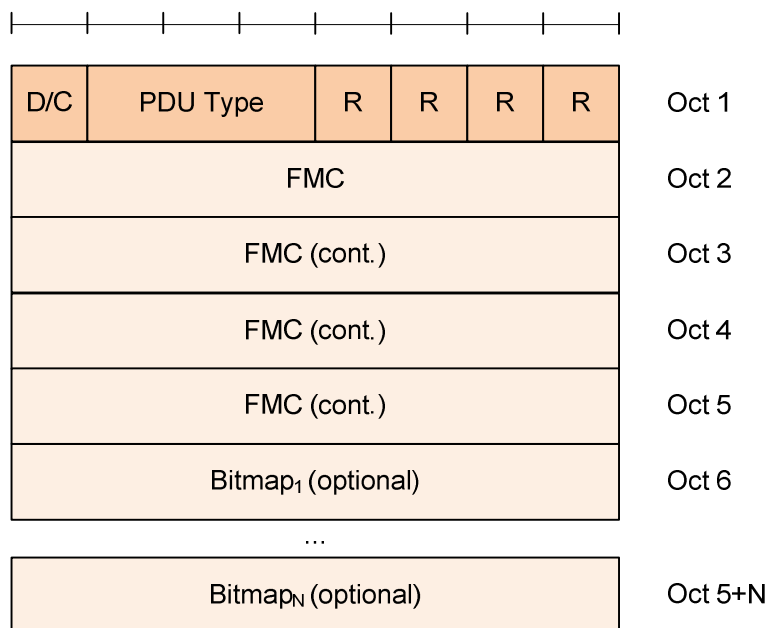 D/C PDU Type R R R R Oct 1
FMC Oct 2
FMC (cont.) Oct 3
FMC (cont.) Oct 4
FMC (cont.) Oct 5
Bitmap₁ (optional) Oct 6
...
Bitmap_N (optional) Oct 5+N